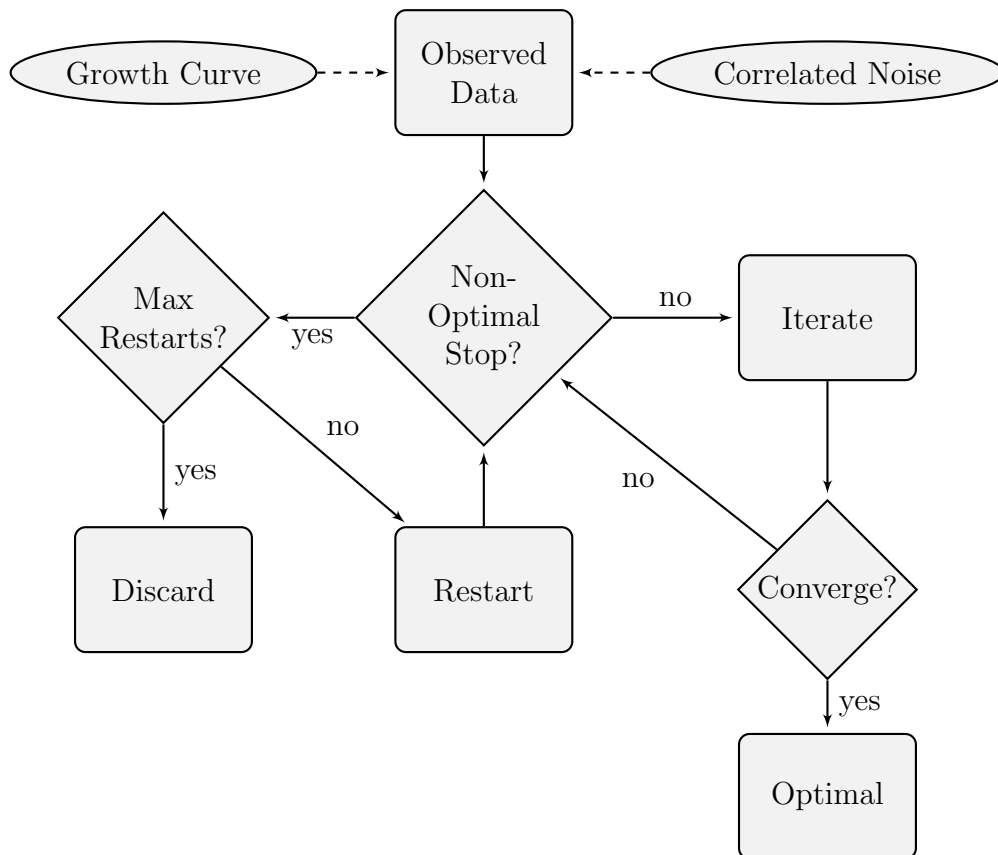 Growth Curve
Observed
Data
Correlated Noise
Max
Restarts?
yes
Non-
Optimal
Stop?
no
Iterate
no
yes
no
Discard
Restart
Converge?
yes
Optimal